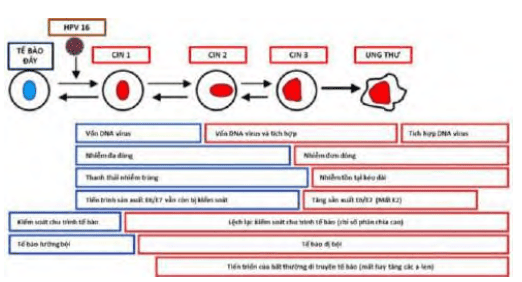 HPV 16
TẾ BÀO
ĐÁY
CIN 1
CIN 2
CIN 3
UNG THƯ
Vốn DNA virus
Vốn DNA virus và tích hợp
Tích hợp DNA virus
Nhiễm đa dòng
Nhiễm đơn dòng
Thanh thải nhiễm trùng
Nhiễm tồn tại kéo dài
Tiến trình sản xuất E6/E7 vẫn còn bị kiểm soát
Tăng sản xuất E6/E7 (Mất E2)
Kiểm soát chu trình tế bào
Lệch lạc kiểm soát chu trình tế bào (chỉ số phân chia cao)
Tế bào lưỡng bội
Tế bào dị bội
Tiến triển của bất thường di truyền tế bào (mất hay tăng các a-len)